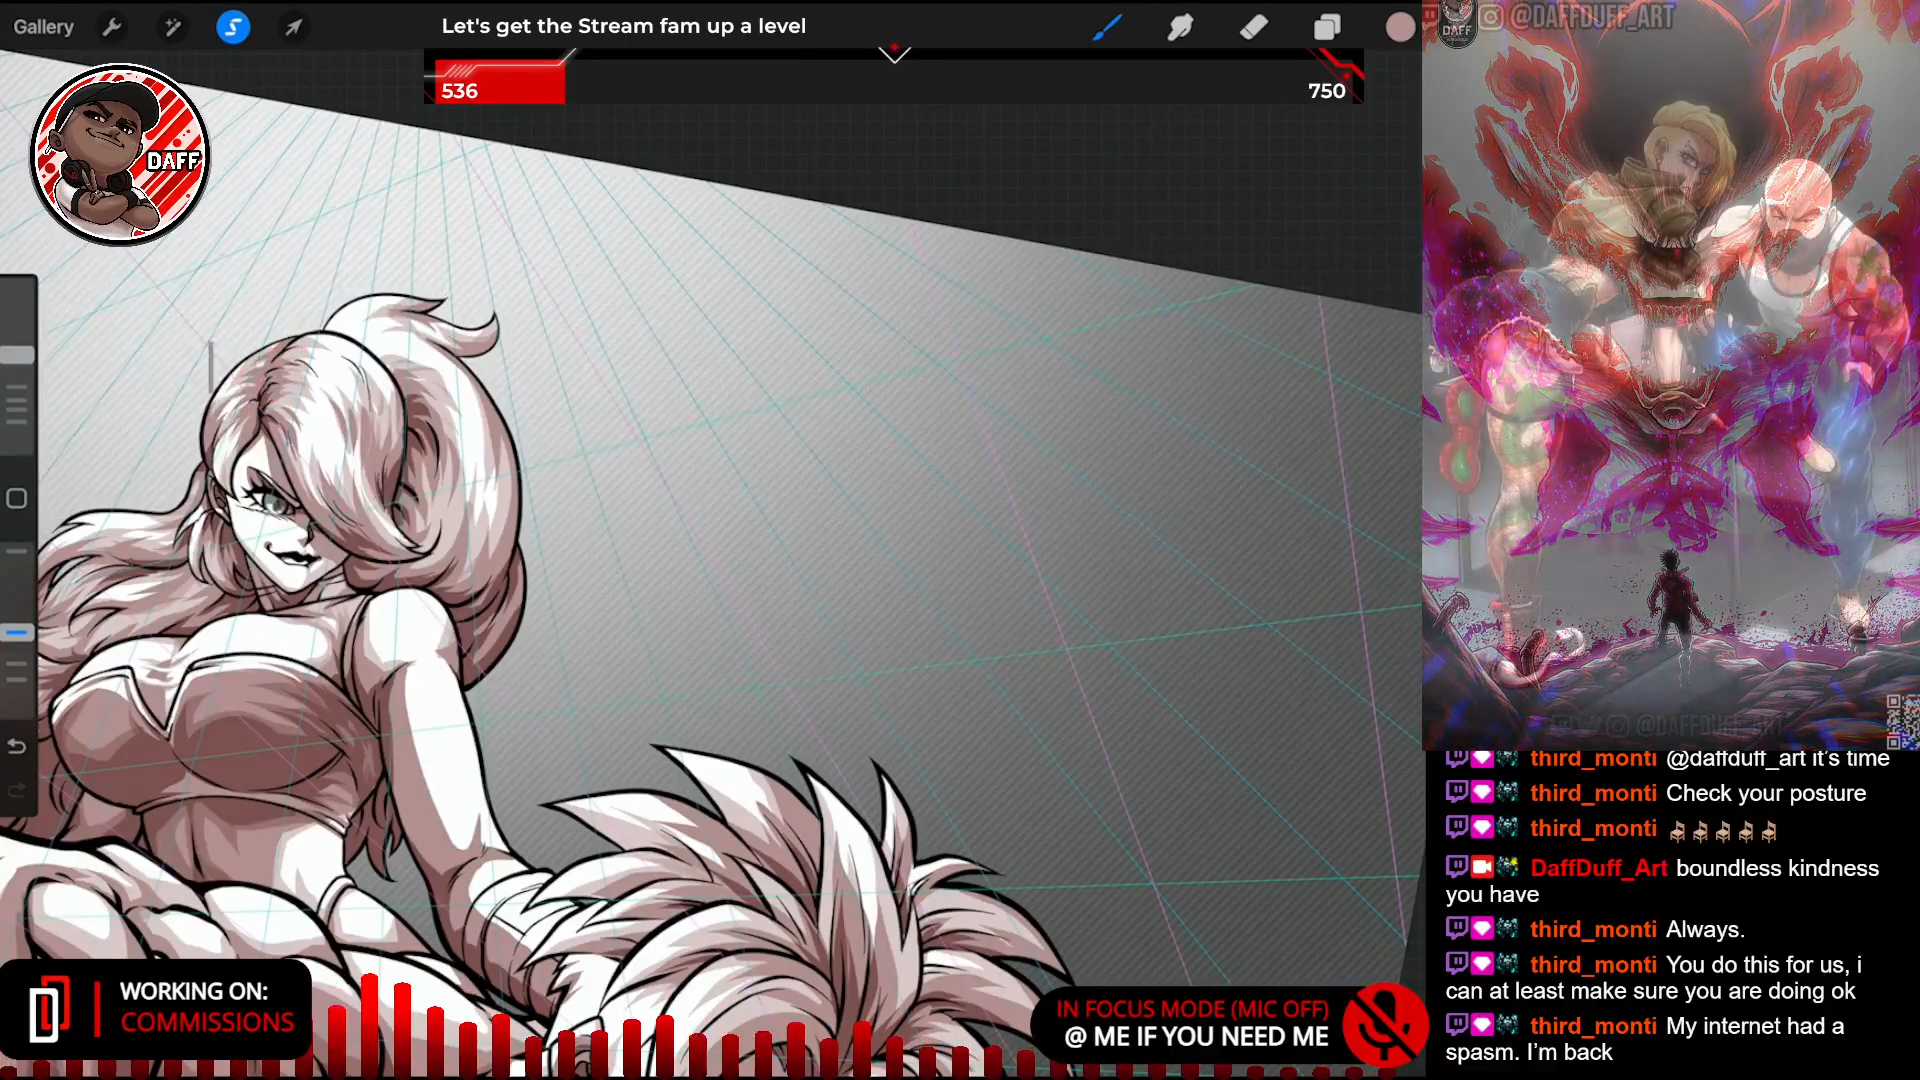 Gallery
Let's get the Stream fam up a level
536
750
DAFF
DAFF
@DAFFDUFF_ART
@DAFFDUFF_ART
third_monti @daffduff_art it's time
third_monti Check your posture
third_monti
DaffDuff_Art boundless kindness
you have
third_monti Always.
third_monti You do this for us, i
can at least make sure you are doing ok
third_monti My internet had a
spasm. I'm back
WORKING ON:
COMMISSIONS
IN FOCUS MODE (MIC OFF)
@ ME IF YOU NEED ME